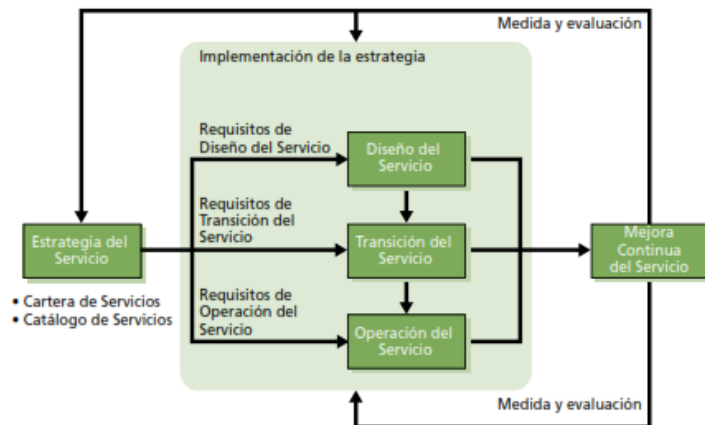 Medida y evaluación
Implementación de la estrategia
Requisitos de
Diseño del Servicio
Diseño del
Servicio
Requisitos de
Transición del
Servicio
Estrategia del
Servicio
Transición del
Servicio
Mejora
Continua
del Servicio
• Cartera de Servicios
• Catálogo de Servicios
Requisitos de
Operación del
Servicio
Operación del
Servicio
Medida y evaluación